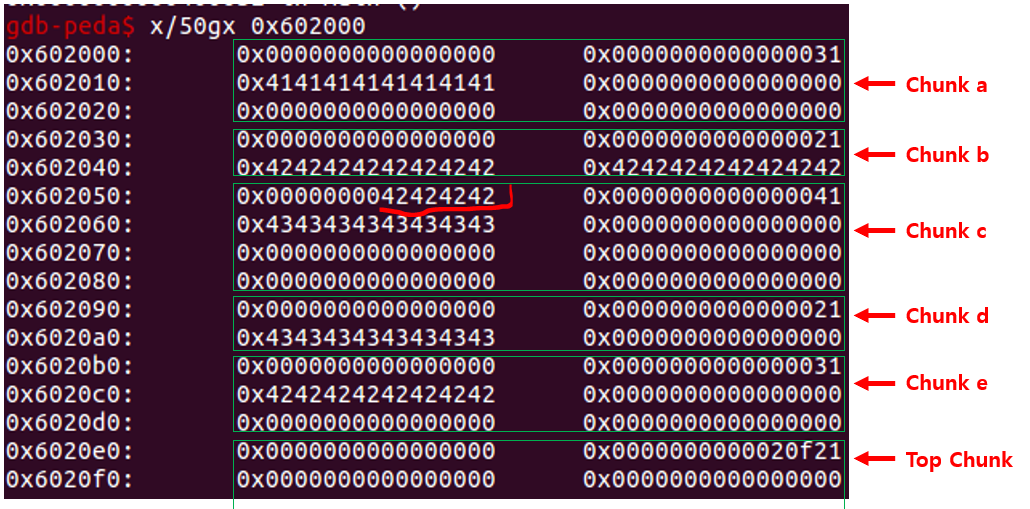 gdb-peda$ x/50gx 0x602000
0x602000: 0x0000000000000000 0x0000000000000031
0x602010: 0x4141414141414141 0x0000000000000000 Chunk a
0x602020: 0x0000000000000000 0x0000000000000000
0x602030: 0x0000000000000000 0x0000000000000021
0x602040: 0x4242424242424242 0x4242424242424242 Chunk b
0x602050: 0x0000000042424242 0x0000000000000041
0x602060: 0x4343434343434343 0x0000000000000000 Chunk c
0x602070: 0x0000000000000000 0x0000000000000000
0x602080: 0x0000000000000000 0x0000000000000000
0x602090: 0x0000000000000000 0x0000000000000021 Chunk d
0x6020a0: 0x4343434343434343 0x0000000000000000
0x6020b0: 0x0000000000000000 0x0000000000000031
0x6020c0: 0x4242424242424242 0x0000000000000000 Chunk e
0x6020d0: 0x0000000000000000 0x0000000000000000
0x6020e0: 0x0000000000000000 0x0000000000020f21 Top Chunk
0x6020f0: 0x0000000000000000 0x0000000000000000